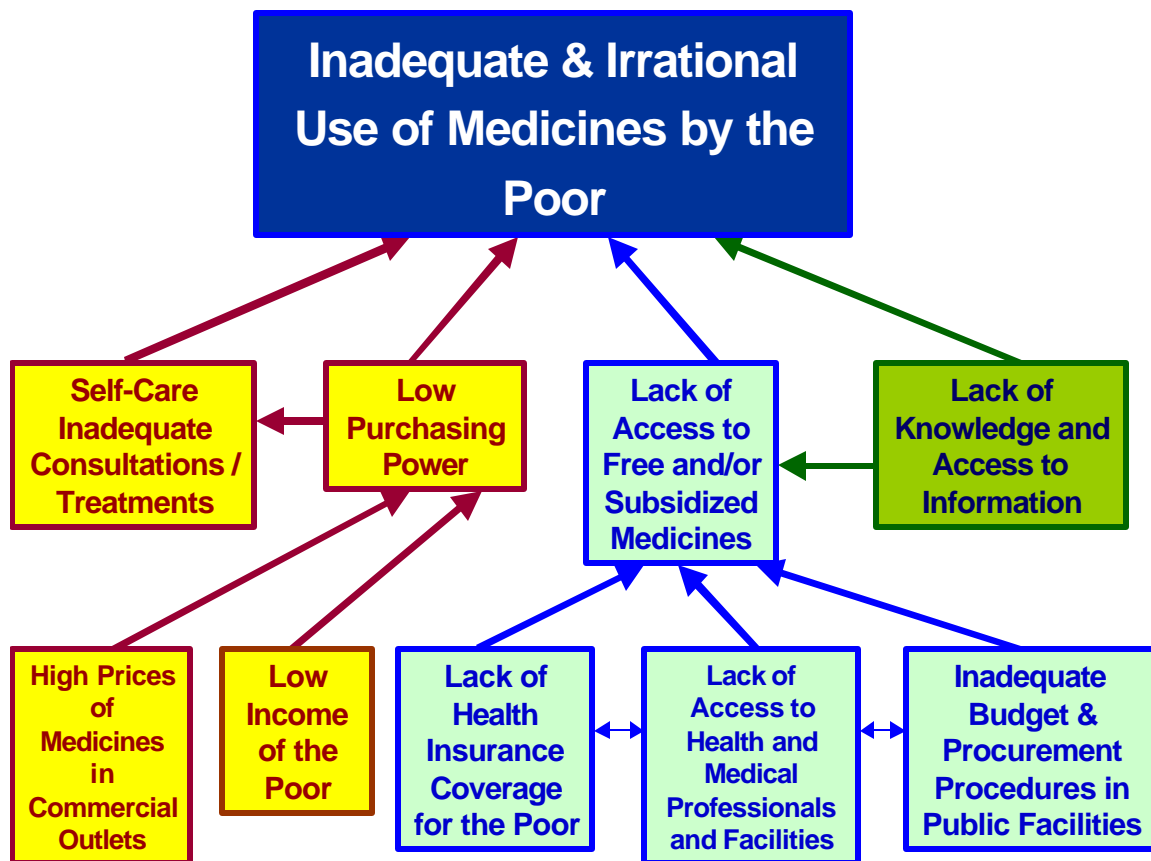 Inadequate & Irrational
Use of Medicines by the
Poor
Self-Care
Inadequate
Consultations /
Treatments
Low
Purchasing
Power
Lack of
Access to
Free and/or
Subsidized
Medicines
Lack of
Knowledge and
Access to
Information
High Prices
of
Medicines
in
Commercial
Outlets
Low
Income
of the
Poor
Lack of
Health
Insurance
Coverage
for the Poor
Lack of
Access to
Health and
Medical
Professionals
and Facilities
Inadequate
Budget &
Procurement
Procedures in
Public Facilities